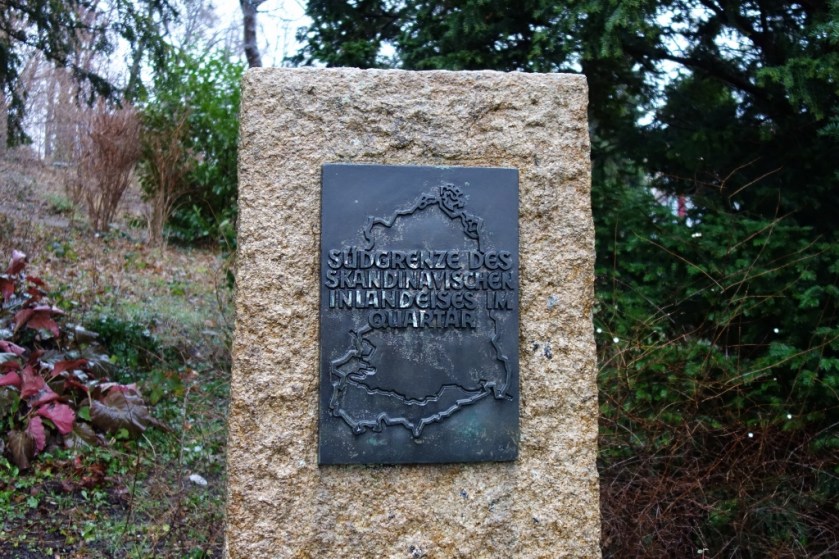 SÜDGRENZE DES
SKANDINAVISCHEN
INLANDEISES IM
QUARTÄR